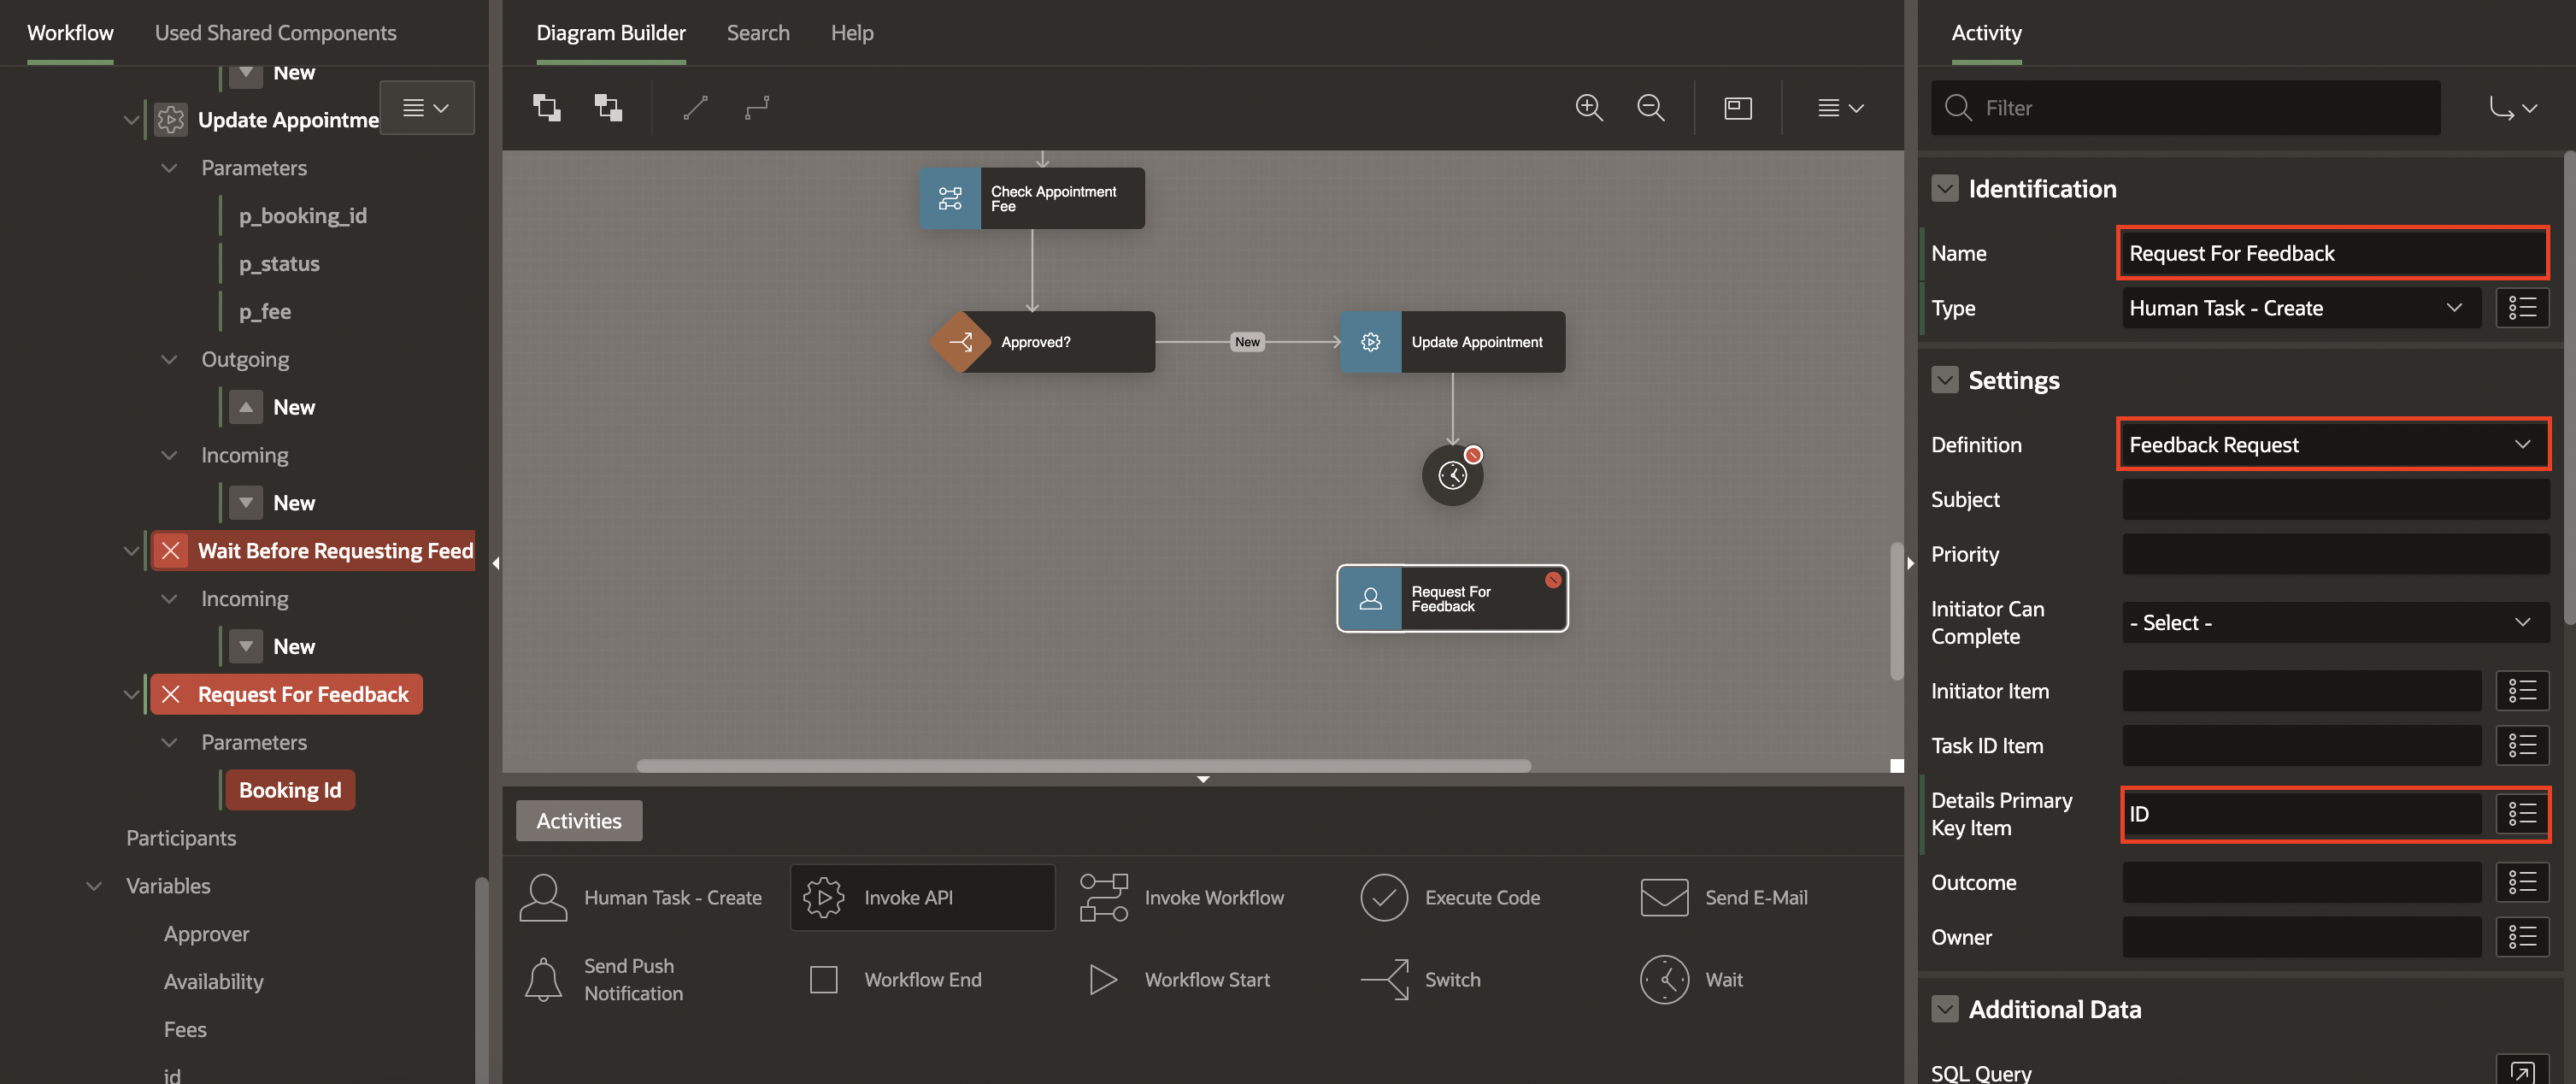 Workflow
Used Shared Components
New
Update Appointme
Parameters
p_booking_id
p_status
p_fee
Outgoing
New
Incoming
New
Wait Before Requesting Feed
Incoming
New
Request For Feedback
Parameters
Booking Id
Participants
Variables
Approver
Availability
Fees
id
Diagram Builder
Search
Help
Check Appointment
Fee
Approved?
New
Update Appointment
Request For
Feedback
Activities
Human Task - Create
Invoke API
Invoke Workflow
Execute Code
Send E-Mail
Send Push
Notification
Workflow End
Workflow Start
Switch
Wait
Activity
Filter
Identification
Name
Request For Feedback
Type
Human Task - Create
Settings
Definition
Feedback Request
Subject
Priority
Initiator Can
Complete
- Select -
Initiator Item
Task ID Item
Details Primary
Key Item
ID
Outcome
Owner
Additional Data
SQL Query